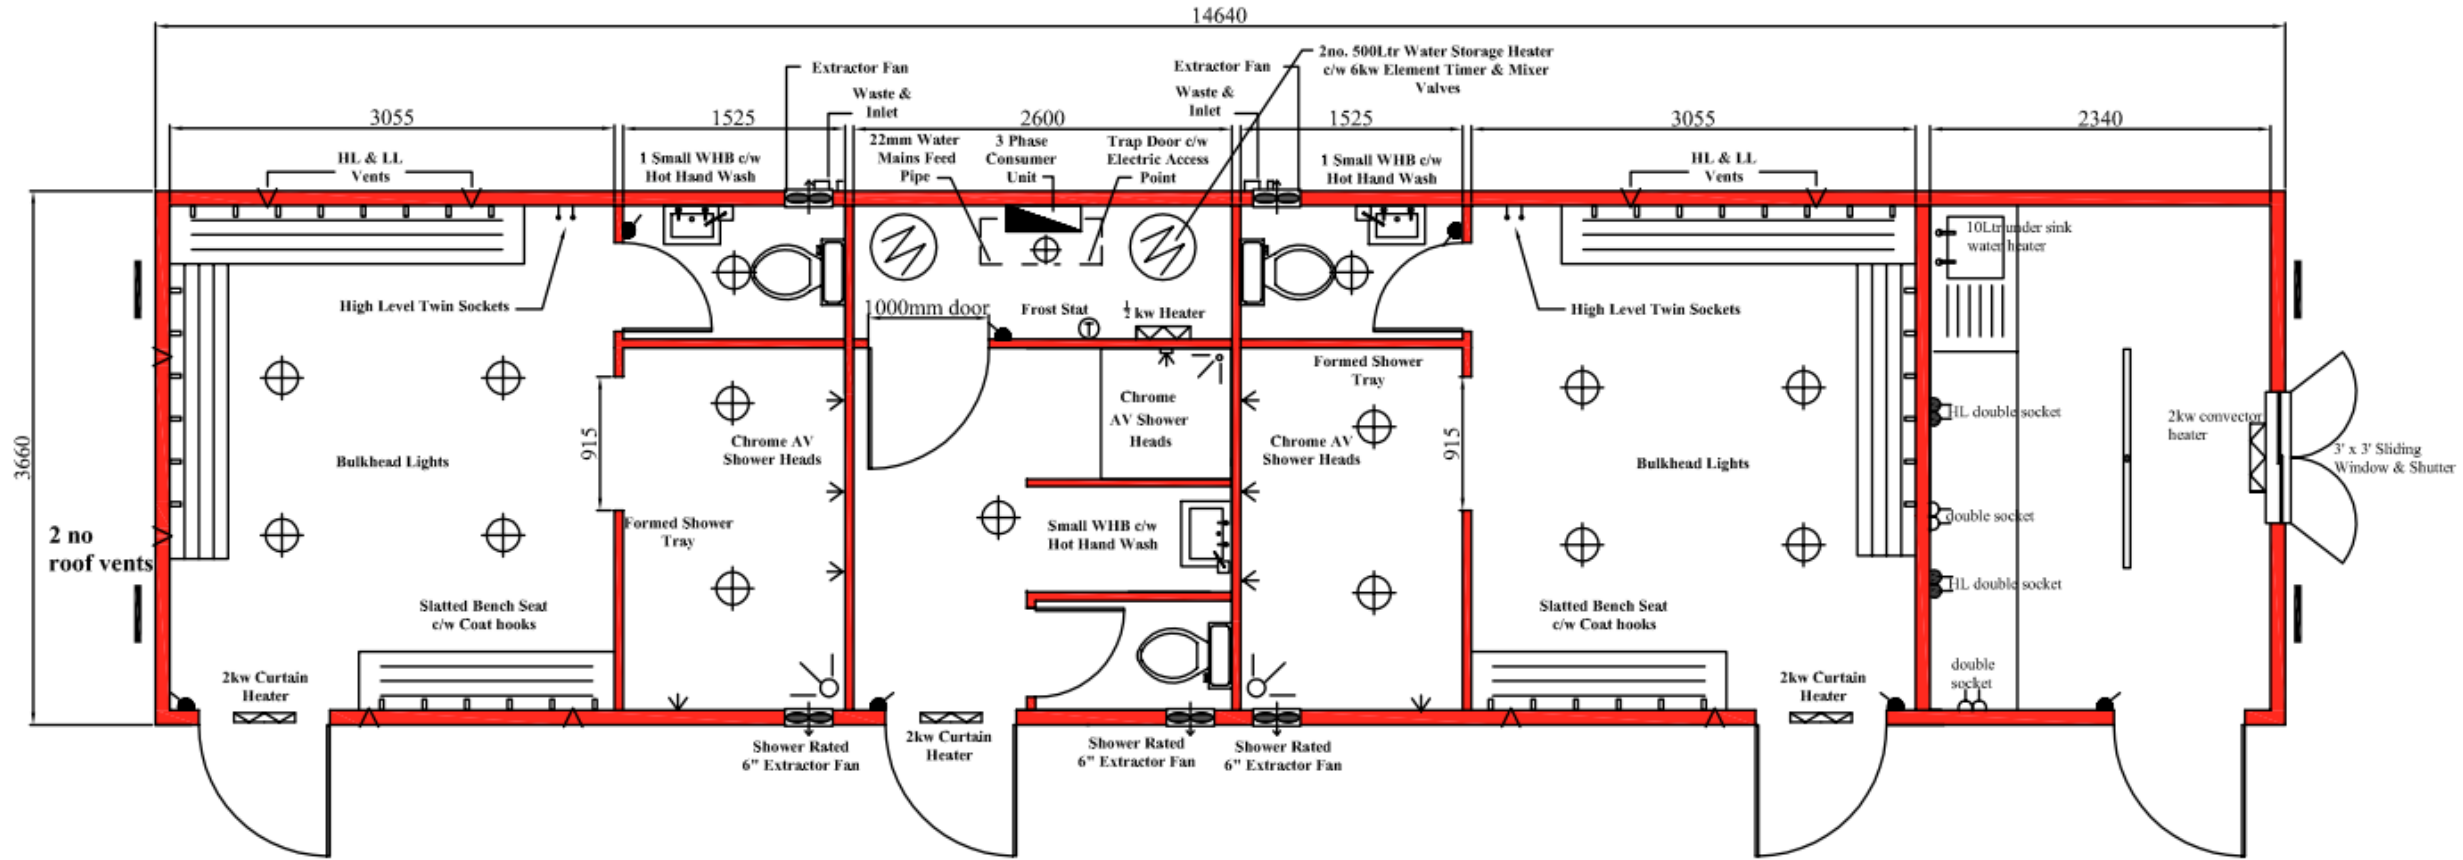 14640
Extractor Fan
Waste &
Inlet
Extractor Fan
Waste &
Inlet
2no. 500Ltr Water Storage Heater
c/w 6kw Element Timer & Mixer
Valves
3055
1525
2600
1525
3055
2340
HL & LL
Vents
1 Small WHB c/w
Hot Hand Wash
22mm Water
Mains Feed
Pipe
3 Phase
Consumer
Unit
Trap Door c/w
Electric Access
Point
1 Small WHB c/w
Hot Hand Wash
HL & LL
Vents
10Ltr under sink
water heater
High Level Twin Sockets
1000mm door
Frost Stat
T
½ kw Heater
High Level Twin Sockets
3660
915
Chrome AV
Shower Heads
Chrome
AV Shower
Heads
Formed Shower
Tray
Chrome AV
Shower Heads
915
HL double socket
2kw convector
heater
3' x 3' Sliding
Window & Shutter
Bulkhead Lights
Bulkhead Lights
2 no
roof vents
Formed Shower
Tray
Small WHB c/w
Hot Hand Wash
double socket
HL double socket
Slatted Bench Seat
c/w Coat hooks
Slatted Bench Seat
c/w Coat hooks
2kw Curtain
Heater
2kw Curtain
Heater
double
socket
Shower Rated
6" Extractor Fan
2kw Curtain
Heater
Shower Rated
6" Extractor Fan
Shower Rated
6" Extractor Fan